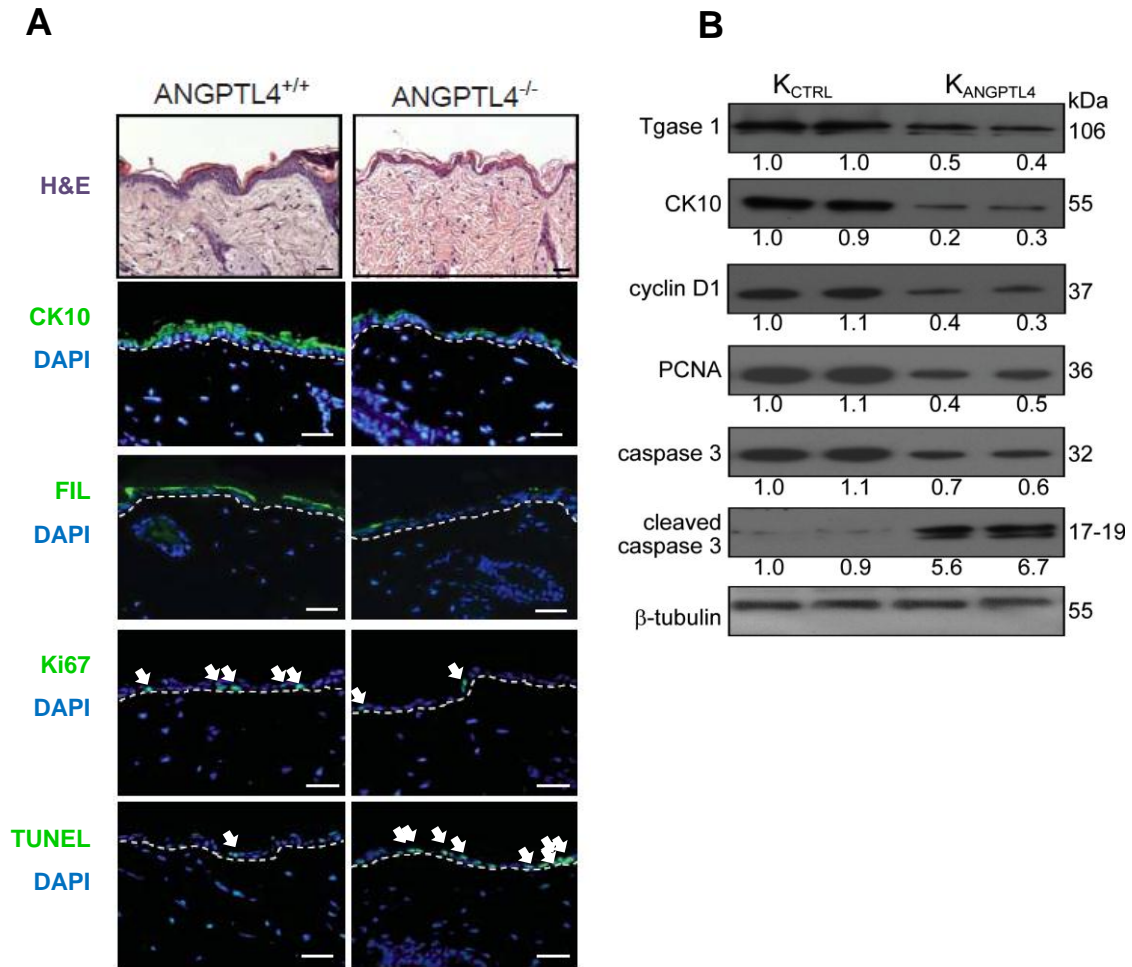 A
ANGPTL4+/+ ANGPTL4-/-
H&E
CK10
DAPI
FIL
DAPI
Ki67
DAPI
TUNEL
DAPI
B
KCTRL KANGPTL4
kDa
Tgase 1 106
1.0 1.0 0.5 0.4
CK10 55
1.0 0.9 0.2 0.3
cyclin D1 37
1.0 1.1 0.4 0.3
PCNA 36
1.0 1.1 0.4 0.5
caspase 3 32
1.0 1.1 0.7 0.6
cleaved
caspase 3 17-19
1.0 0.9 5.6 6.7
β-tubulin 55